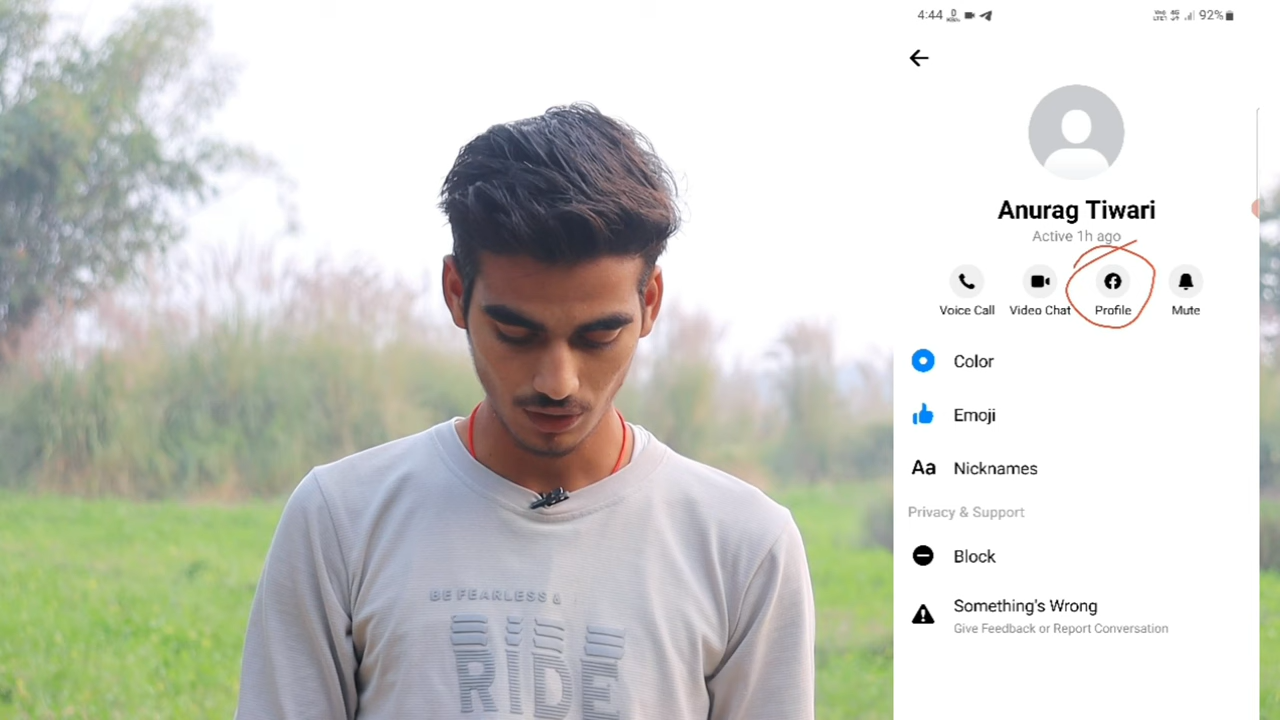 BE FEARLESS &
RIDE
4:44
92%
Anurag Tiwari
Active 1h ago
Voice Call
Video Chat
Profile
Mute
Color
Emoji
Aa
Nicknames
Privacy & Support
Block
Something's Wrong
Give Feedback or Report Conversation